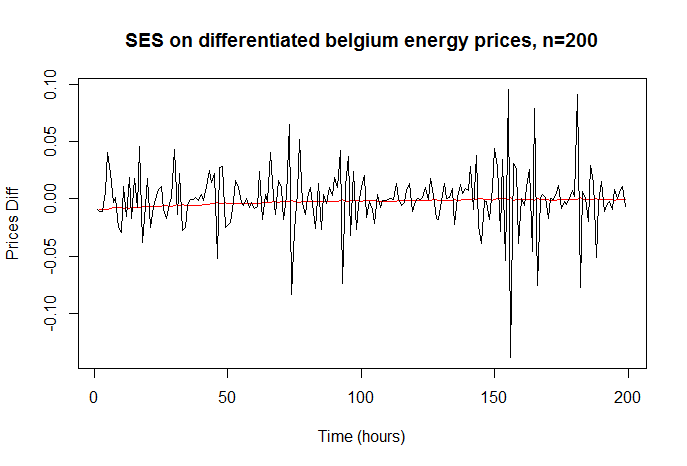 SES on differentiated belgium energy prices, n=200
0.10
0.05
0.00
-0.05
-0.10
Prices Diff
0 50 100 150 200
Time (hours)